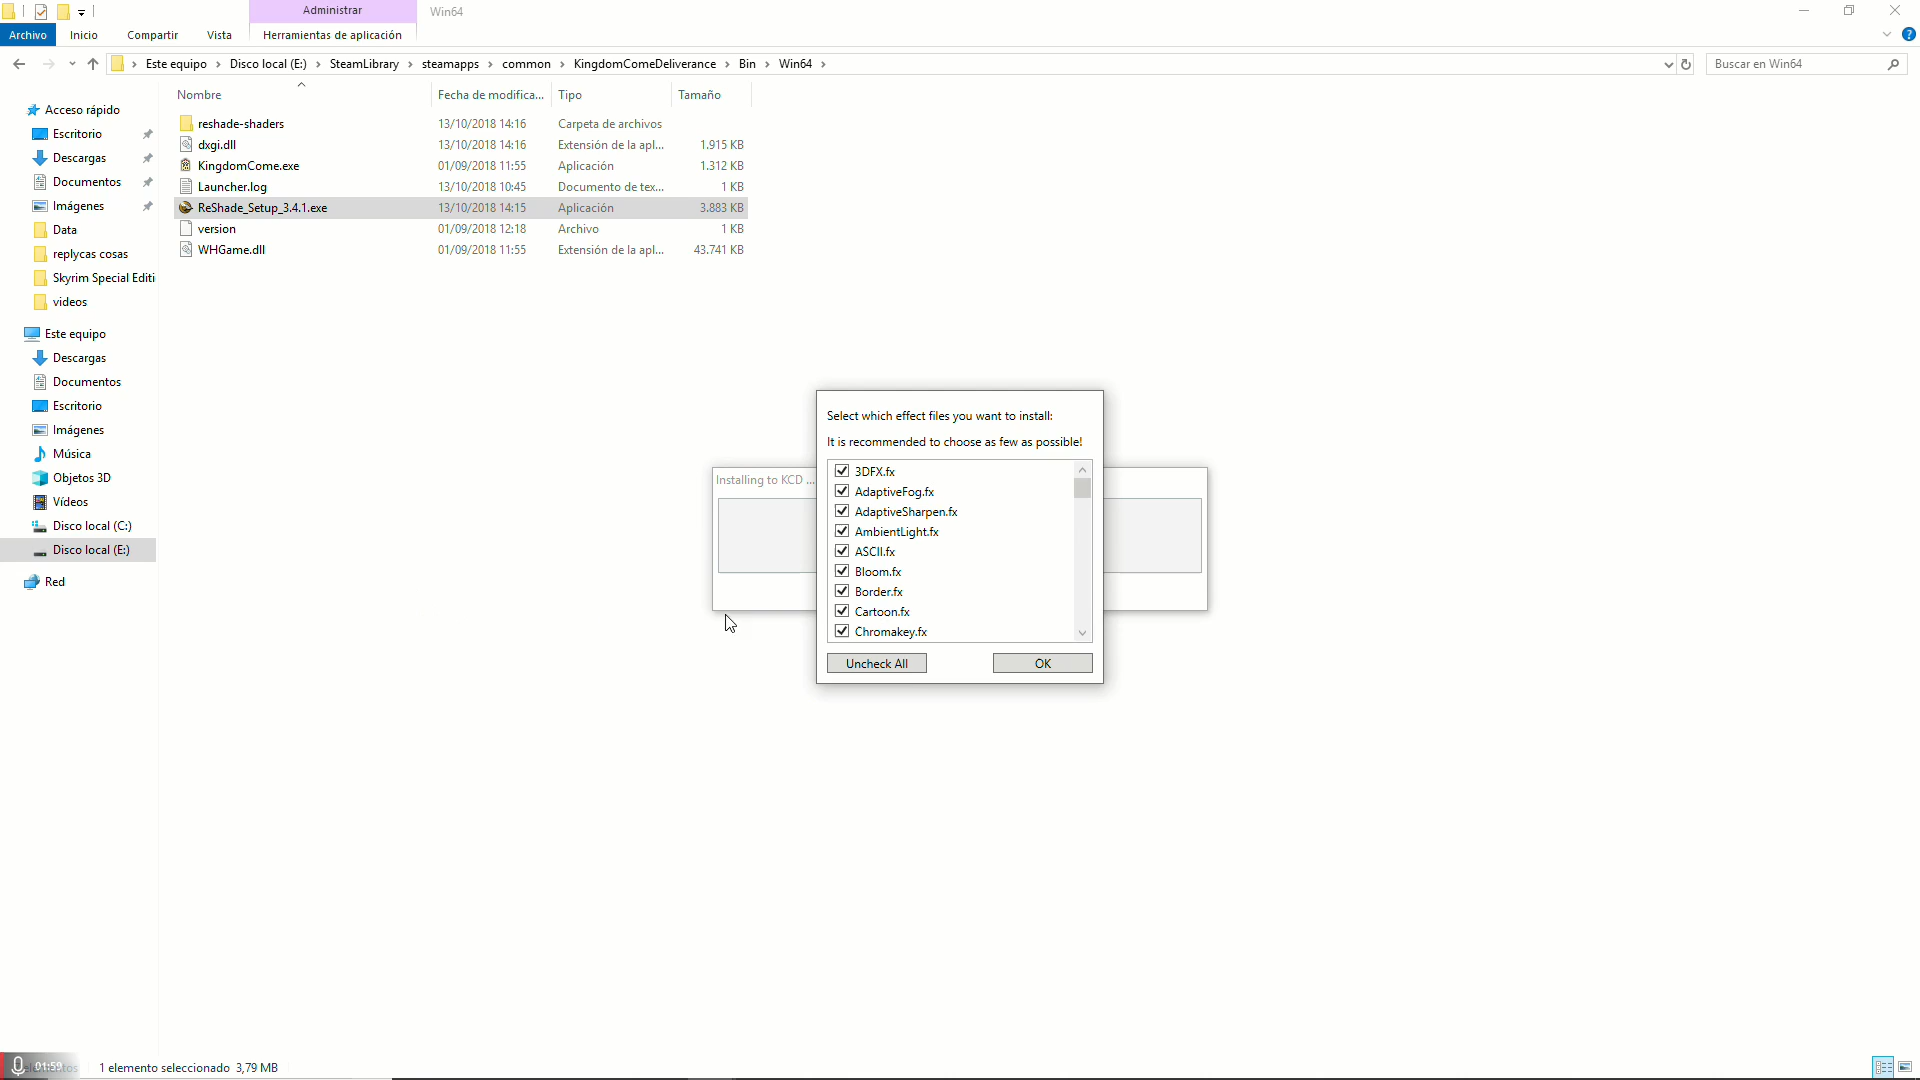 Administrar
Win64
Archivo
Inicio
Compartir
Vista
Herramientas de aplicación
Este equipo
Disco local (E:)
SteamLibrary
steamapps
common
KingdomComeDeliverance
Bin
Win64
Buscar en Win64
Nombre
Fecha de modifica...
Tipo
Tamaño
reshade-shaders
13/10/2018 14:16
Carpeta de archivos
dxgi.dll
13/10/2018 14:16
Extensión de la apl...
1.915 KB
KingdomCome.exe
01/09/2018 11:55
Aplicación
1.312 KB
Launcher.log
13/10/2018 10:45
Documento de tex...
1 KB
ReShade_Setup_3.4.1.exe
13/10/2018 14:15
Aplicación
3.883 KB
version
01/09/2018 12:18
Archivo
1 KB
WHGame.dll
01/09/2018 11:55
Extensión de la apl...
43.741 KB
Acceso rápido
Escritorio
Descargas
Documentos
Imágenes
Data
replycas cosas
Skyrim Special Editi
videos
Este equipo
Descargas
Documentos
Escritorio
Imágenes
Música
Objetos 3D
Vídeos
Disco local (C:)
Disco local (E:)
Red
Installing to KCD ...
Select which effect files you want to install:
It is recommended to choose as few as possible!
3DFX.fx
AdaptiveFog.fx
AdaptiveSharpen.fx
AmbientLight.fx
ASCII.fx
Bloom.fx
Border.fx
Cartoon.fx
Chromakey.fx
Uncheck All
OK
01:59
1 elemento seleccionado 3,79 MB